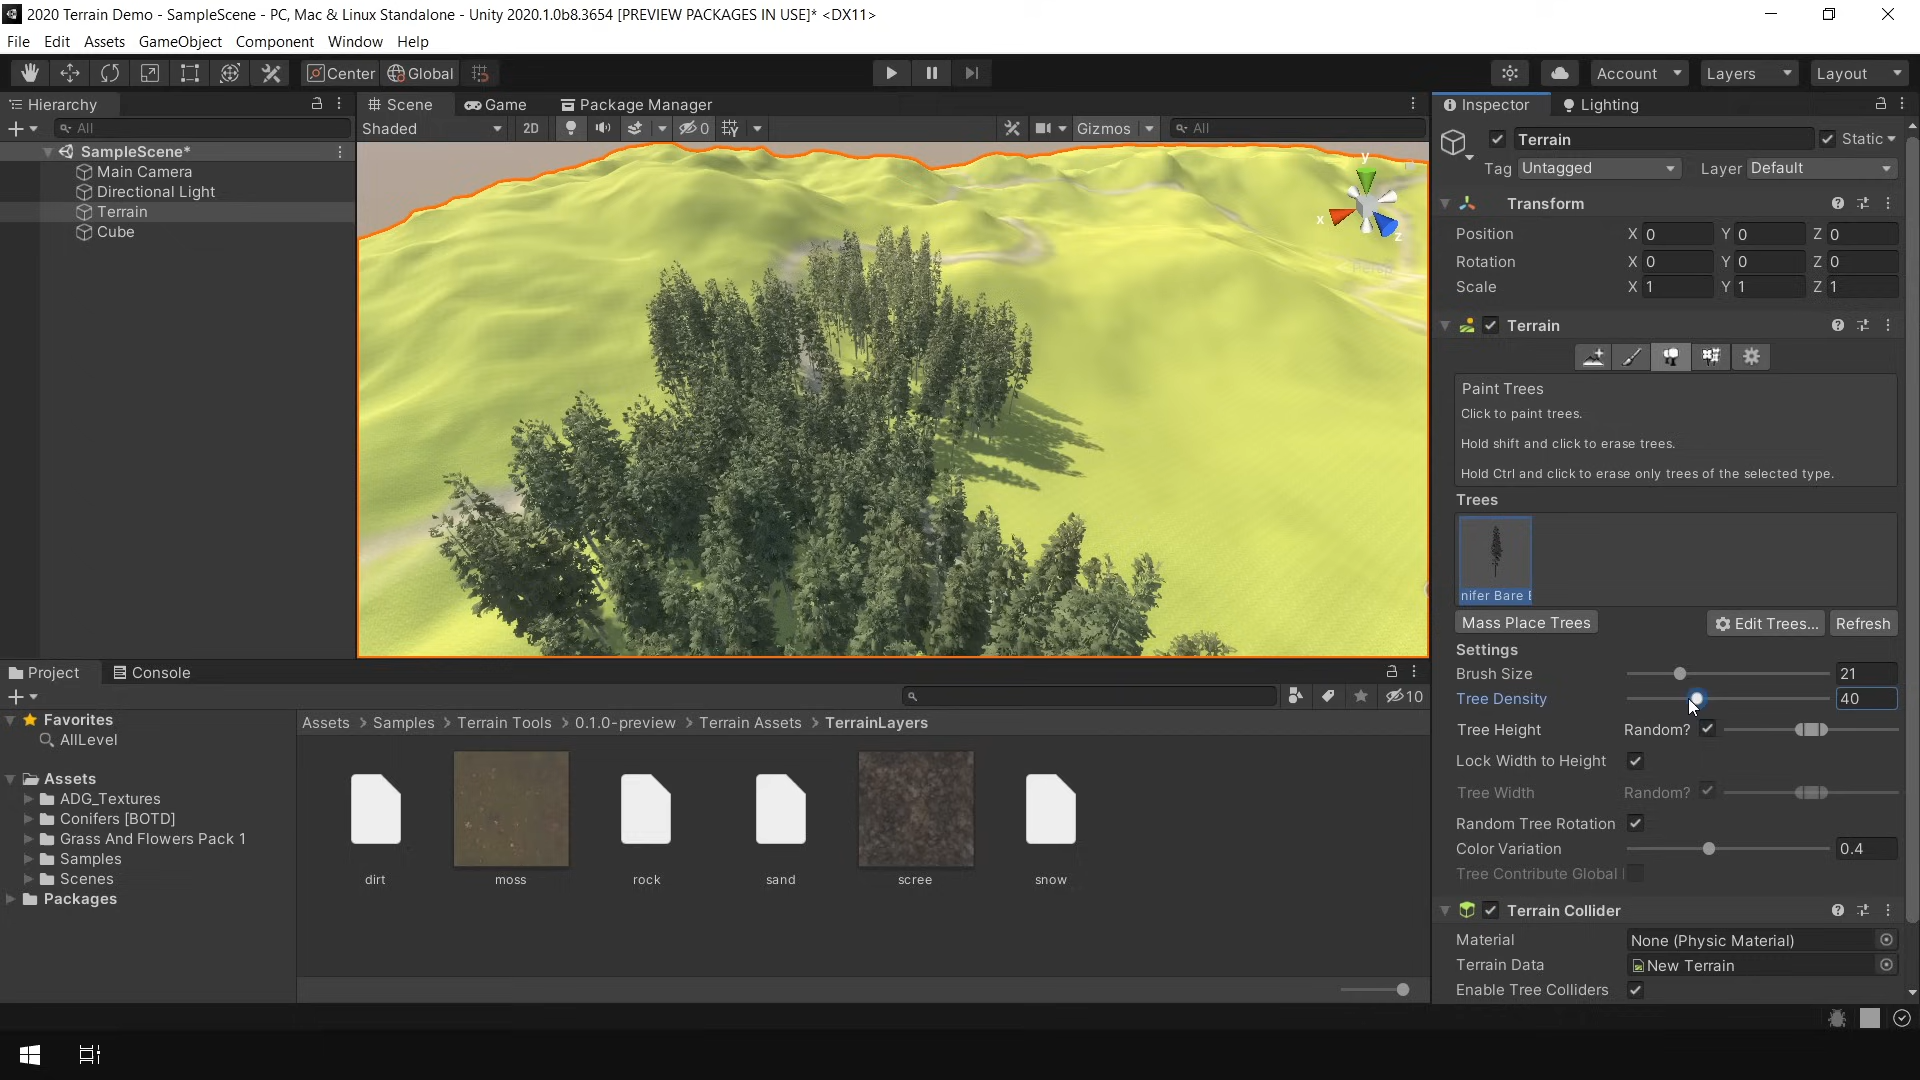 2020 Terrain Demo - SampleScene - PC, Mac & Linux Standalone - Unity 2020.1.0b8.3654 [PREVIEW PACKAGES IN USE]* <DX11>
File Edit Assets GameObject Component Window Help
Center Global
Account Layers Layout
Hierarchy
All
SampleScene*
Main Camera
Directional Light
Terrain
Cube
Scene Game Package Manager
Shaded 2D 0 Gizmos All
y
x
z
Persp
Inspector Lighting
Terrain Static
Tag Untagged Layer Default
Transform
Position X 0 Y 0 Z 0
Rotation X 0 Y 0 Z 0
Scale X 1 Y 1 Z 1
Terrain
Paint Trees
Click to paint trees.
Hold shift and click to erase trees.
Hold Ctrl and click to erase only trees of the selected type.
Trees
nifer Bare
Mass Place Trees Edit Trees... Refresh
Settings
Brush Size 21
Tree Density 40
Tree Height Random?
Lock Width to Height
Tree Width Random?
Random Tree Rotation
Color Variation 0.4
Tree Contribute Global
Terrain Collider
Material None (Physic Material)
Terrain Data New Terrain
Enable Tree Colliders
Project Console
10
Favorites
AllLevel
Assets
ADG_Textures
Conifers [BOTD]
Grass And Flowers Pack 1
Samples
Scenes
Packages
Assets > Samples > Terrain Tools > 0.1.0-preview > Terrain Assets > TerrainLayers
dirt moss rock sand scree snow